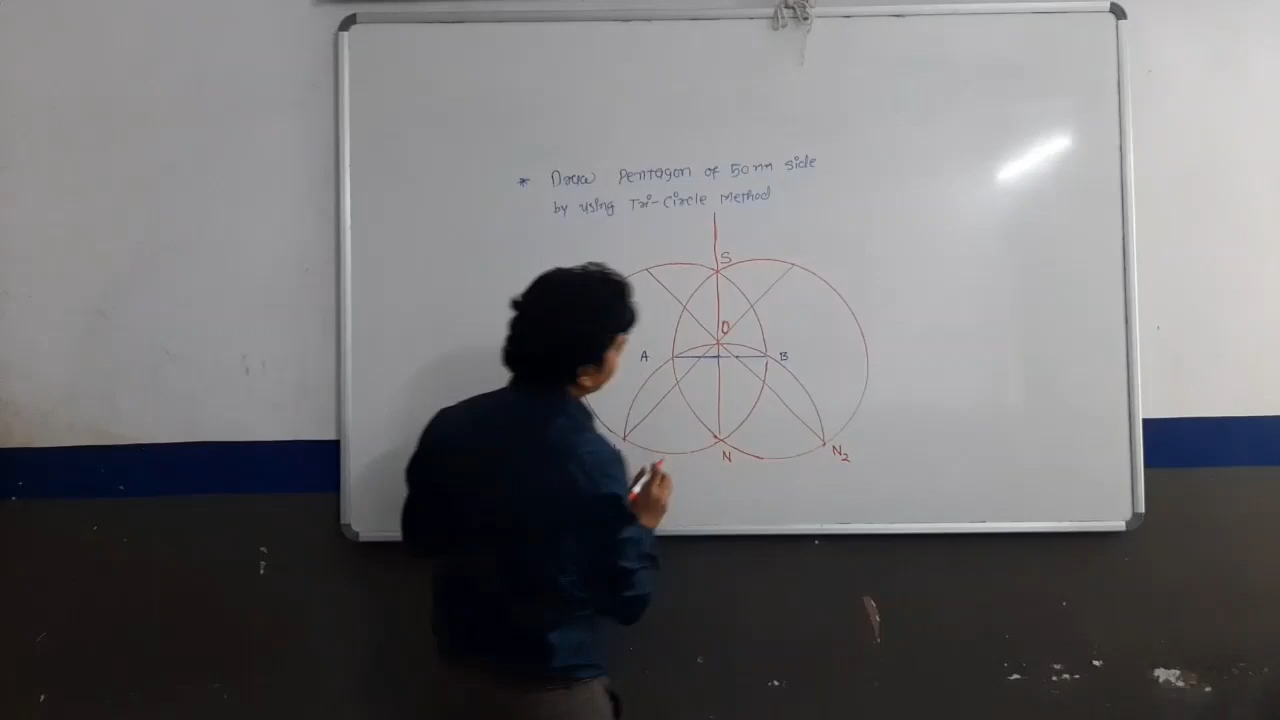 * Draw Pentagon of 50mm side
by using Tri-Circle Method
S
O
A B
N
N2